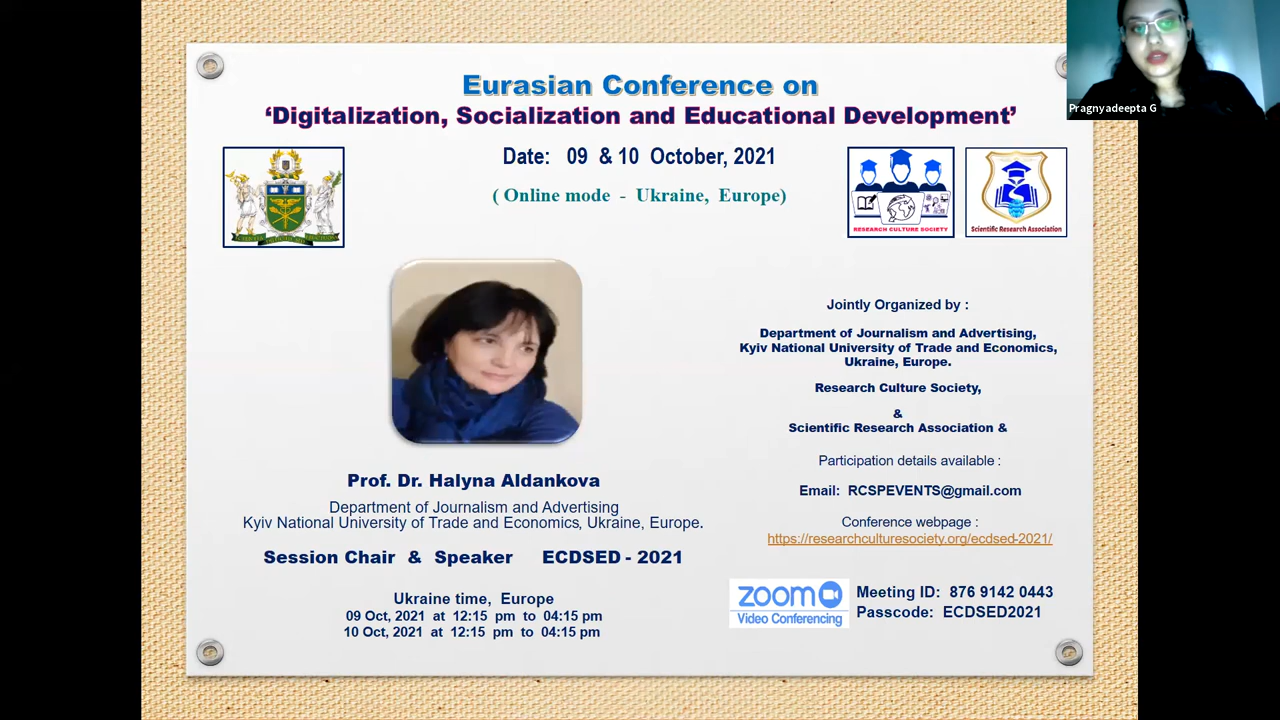 Pragnyadeepta G
Eurasian Conference on
‘Digitalization, Socialization and Educational Development’
Date: 09 & 10 October, 2021
( Online mode - Ukraine, Europe)
RESEARCH CULTURE SOCIETY
Scientific Research Association
Jointly Organized by :
Department of Journalism and Advertising,
Kyiv National University of Trade and Economics,
Ukraine, Europe.
Research Culture Society,
&
Scientific Research Association &
Participation details available :
Email: RCSPEVENTS@gmail.com
Conference webpage :
https://researchculturesociety.org/ecdsed-2021/
Prof. Dr. Halyna Aldankova
Department of Journalism and Advertising
Kyiv National University of Trade and Economics, Ukraine, Europe.
Session Chair & Speaker ECDSED - 2021
Ukraine time, Europe
09 Oct, 2021 at 12:15 pm to 04:15 pm
10 Oct, 2021 at 12:15 pm to 04:15 pm
zoom
Video Conferencing
Meeting ID: 876 9142 0443
Passcode: ECDSED2021